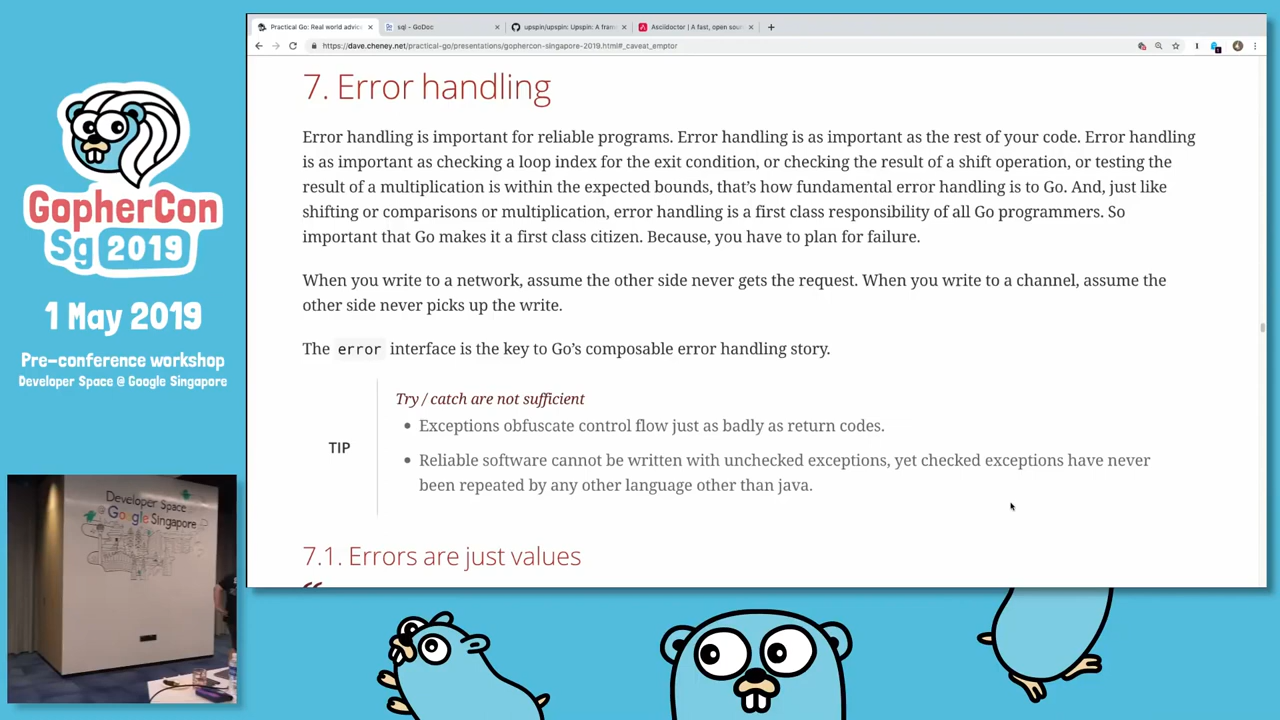 GopherCon
Sg 2019
1 May 2019
Pre-conference workshop
Developer Space @ Google Singapore
Developer Space
@ Google Singapore
Practical Go: Real world advice
sql - GoDoc
upspin/upspin: Upspin: A fram
Asciidoctor | A fast, open sou
https://dave.cheney.net/practical-go/presentations/gophercon-singapore-2019.html#_caveat_emptor
7. Error handling
Error handling is important for reliable programs. Error handling is as important as the rest of your code. Error handling
is as important as checking a loop index for the exit condition, or checking the result of a shift operation, or testing the
result of a multiplication is within the expected bounds, that’s how fundamental error handling is to Go. And, just like
shifting or comparisons or multiplication, error handling is a first class responsibility of all Go programmers. So
important that Go makes it a first class citizen. Because, you have to plan for failure.
When you write to a network, assume the other side never gets the request. When you write to a channel, assume the
other side never picks up the write.
The error interface is the key to Go’s composable error handling story.
TIP
Try / catch are not sufficient
• Exceptions obfuscate control flow just as badly as return codes.
• Reliable software cannot be written with unchecked exceptions, yet checked exceptions have never
been repeated by any other language other than java.
7.1. Errors are just values